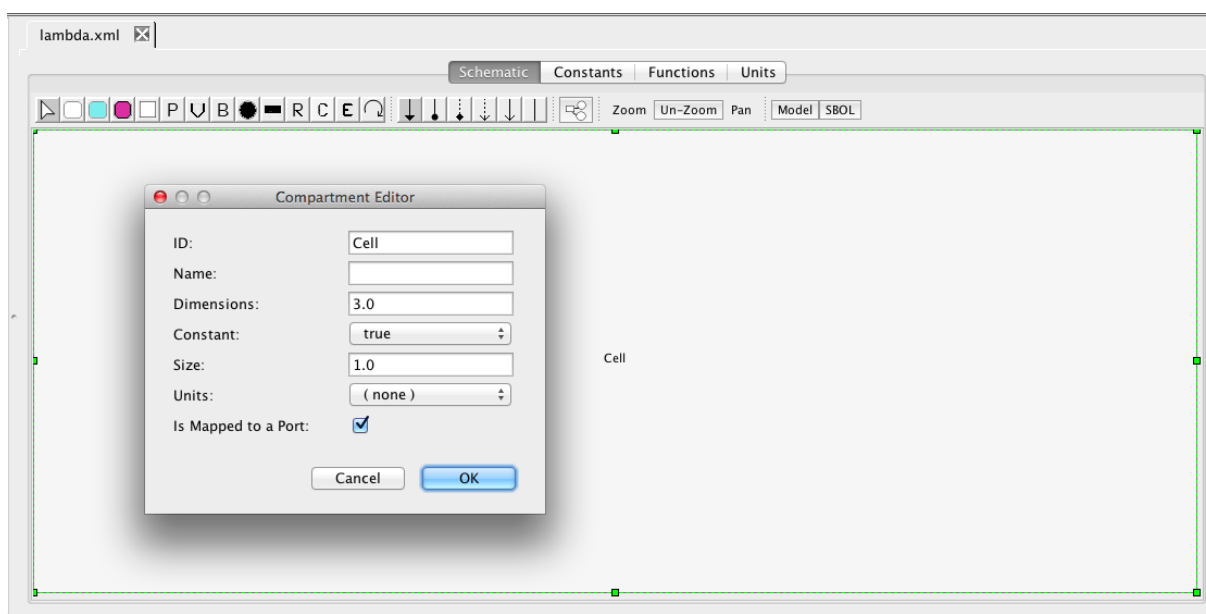 lambda.xml
Schematic Constants Functions Units
P V B R C E Zoom Un-Zoom Pan Model SBOL
Compartment Editor
ID: Cell
Name:
Dimensions: 3.0
Constant: true
Size: 1.0
Units: ( none )
Is Mapped to a Port:
Cancel OK
Cell